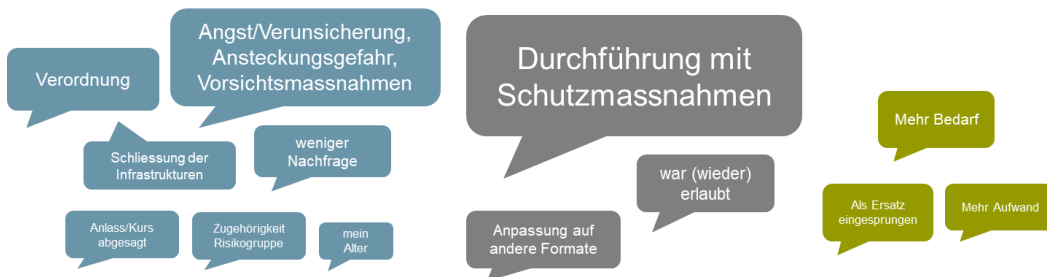 Verordnung
Angst/Verunsicherung,
Ansteckungsgefahr,
Vorsichtsmassnahmen
Schliessung der
Infrastrukturen
weniger
Nachfrage
Anlass/Kurs
abgesagt
Zugehörigkeit
Risikogruppe
mein
Alter
Durchführung mit
Schutzmassnahmen
war (wieder)
erlaubt
Anpassung auf
andere Formate
Mehr Bedarf
Als Ersatz
eingesprungen
Mehr Aufwand